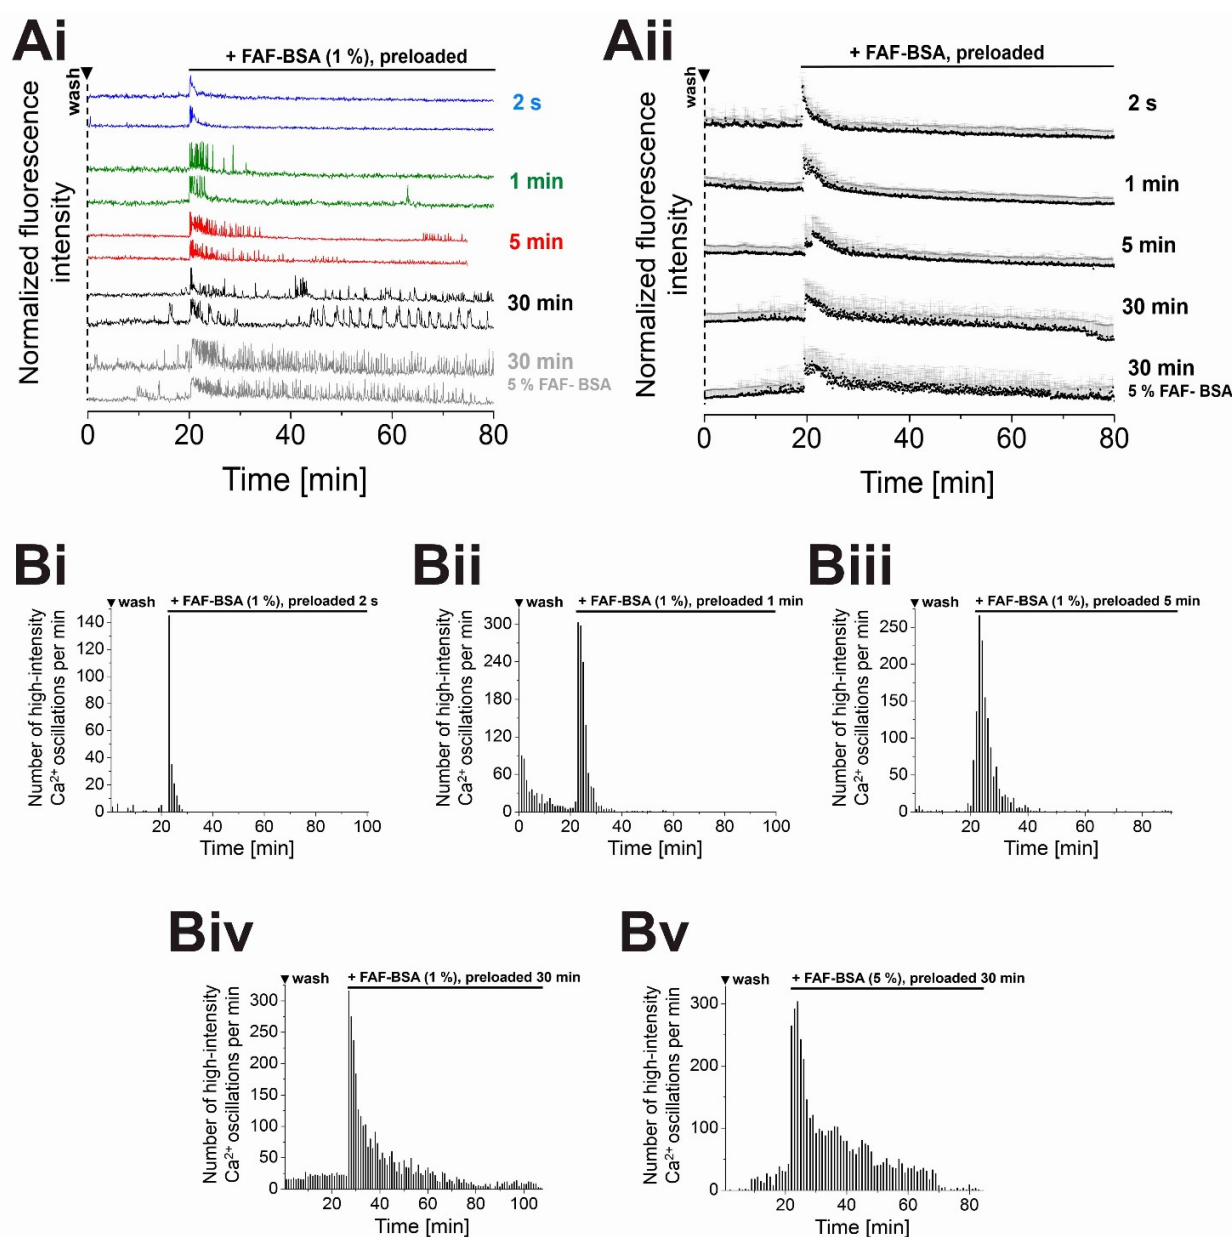 Ai
+ FAF-BSA (1 %), preloaded
wash
Normalized fluorescence
intensity
2 s
1 min
5 min
30 min
30 min
5 % FAF- BSA
0 20 40 60 80
Time [min]
Aii
+ FAF-BSA, preloaded
wash
Normalized fluorescence
intensity
2 s
1 min
5 min
30 min
30 min
5 % FAF- BSA
0 20 40 60 80
Time [min]
Bi
wash
+ FAF-BSA (1 %), preloaded 2 s
Number of high-intensity
Ca²⁺ oscillations per min
140
120
100
80
60
40
20
0
20 40 60 80 100
Time [min]
Bii
wash
+ FAF-BSA (1 %), preloaded 1 min
Number of high-intensity
Ca²⁺ oscillations per min
300
240
180
120
60
0
0 20 40 60 80 100
Time [min]
Biii
wash
+ FAF-BSA (1 %), preloaded 5 min
Number of high-intensity
Ca²⁺ oscillations per min
250
200
150
100
50
0
20 40 60 80
Time [min]
Biv
wash
+ FAF-BSA (1 %), preloaded 30 min
Number of high-intensity
Ca²⁺ oscillations per min
300
250
200
150
100
50
0
20 40 60 80 100
Time [min]
Bv
wash
+ FAF-BSA (5 %), preloaded 30 min
Number of high-intensity
Ca²⁺ oscillations per min
300
200
100
0
20 40 60 80
Time [min]